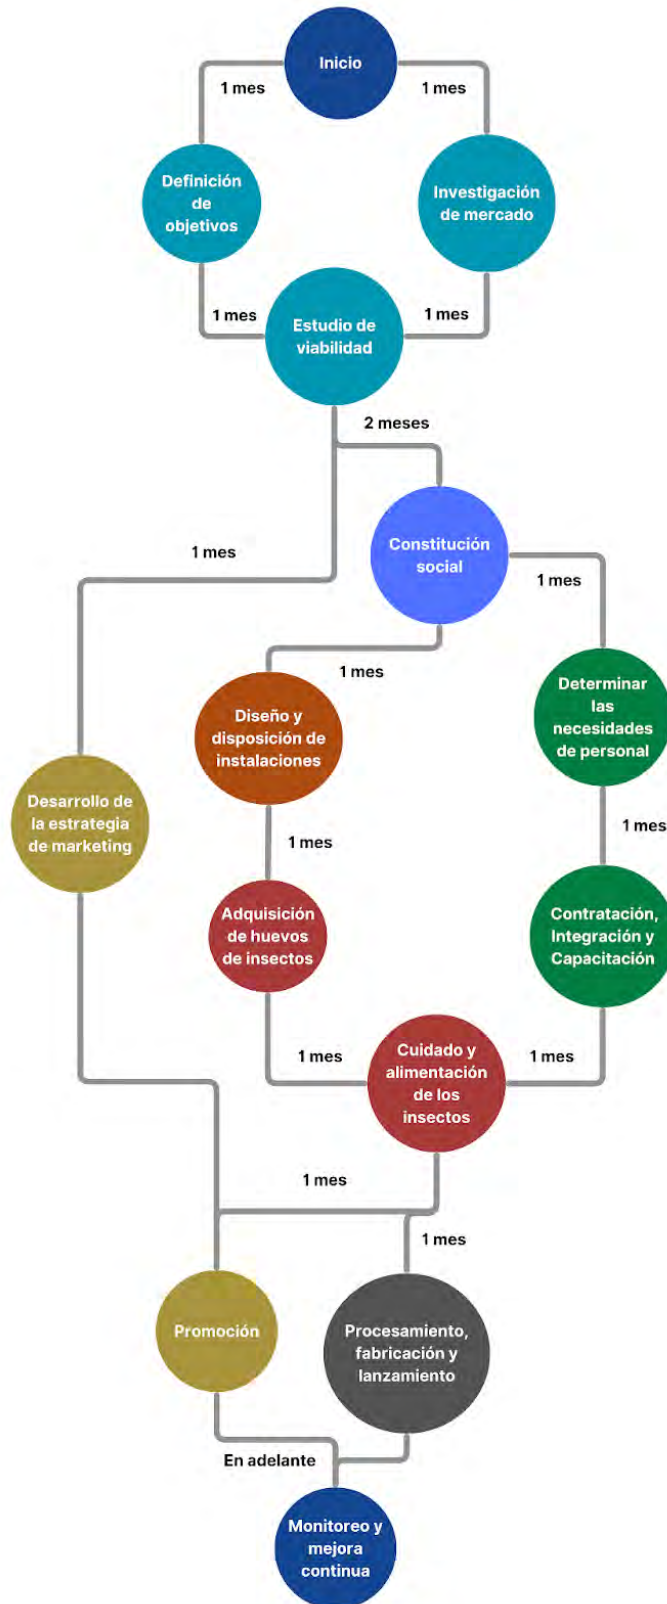 Inicio
1 mes
1 mes
Definición
de
objetivos
Investigación
de mercado
1 mes
1 mes
Estudio de
viabilidad
2 meses
Constitución
social
1 mes
1 mes
1 mes
Diseño y
disposición de
instalaciones
Determinar
las
necesidades
de personal
Desarrollo de
la estrategia
de marketing
1 mes
1 mes
Adquisición
de huevos
de insectos
Contratación,
Integración y
Capacitación
1 mes
Cuidado y
alimentación
de los
insectos
1 mes
1 mes
1 mes
Promoción
Procesamiento,
fabricación y
lanzamiento
En adelante
Monitoreo y
mejora
continua